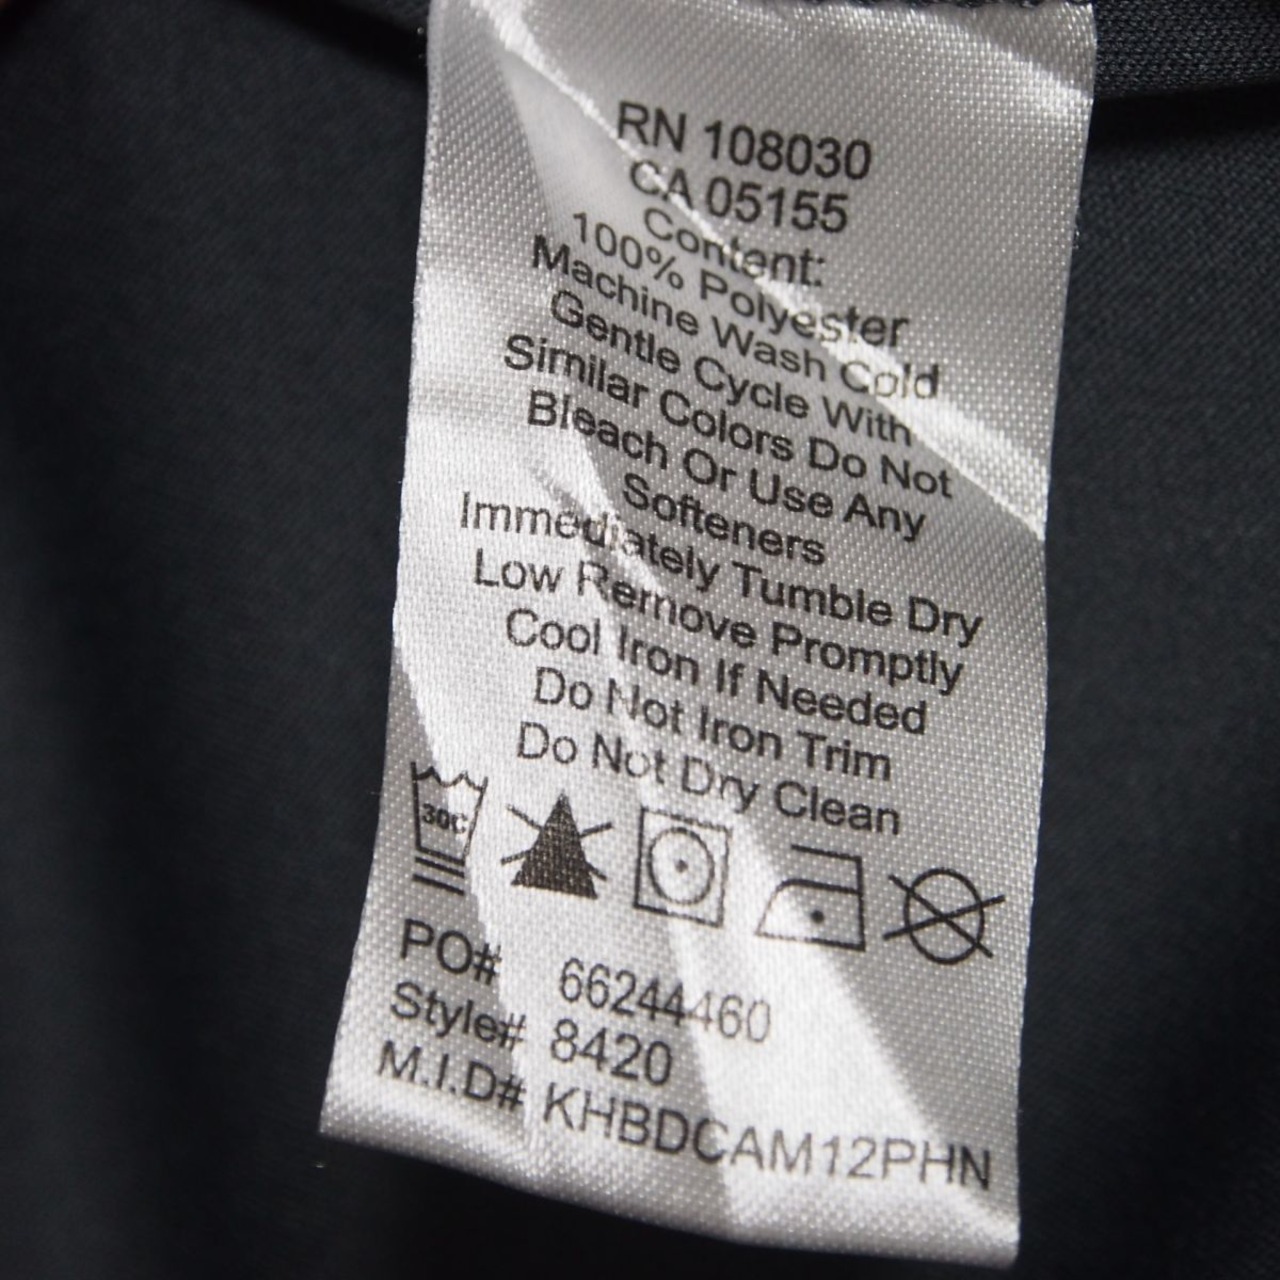 RN 108030
CA 05155
Content:
100% Polyester
Machine Wash Cold
Gentle Cycle With
Similar Colors Do Not
Bleach Or Use Any
Softeners
Immediately Tumble Dry
Low Remove Promptly
Cool Iron If Needed
Do Not Iron Trim
Do Not Dry Clean
30C
PO# 66244460
Style# 8420
M.I.D# KHBDCAM12PHN